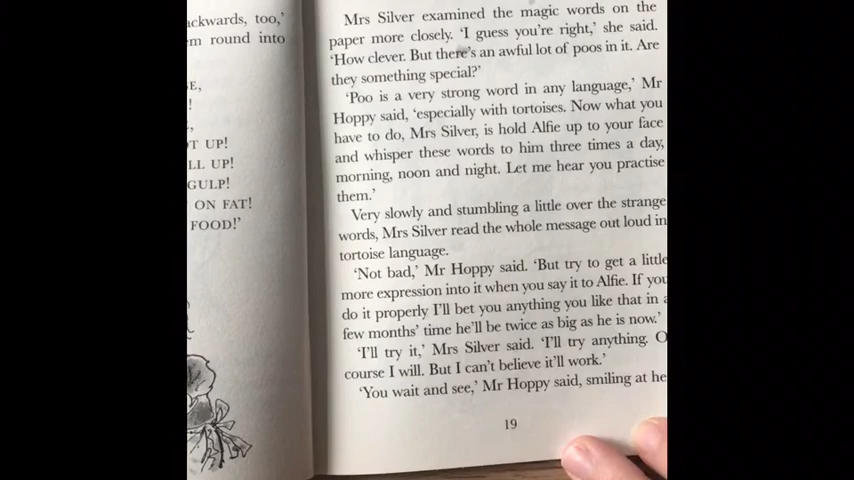 ackwards, too,’
m round into
E,
!
,
T UP!
LL UP!
GULP!
ON FAT!
FOOD!’
Mrs Silver examined the magic words on the
paper more closely. ‘I guess you’re right,’ she said.
‘How clever. But there’s an awful lot of poos in it. Are
they something special?’
‘Poo is a very strong word in any language,’ Mr
Hoppy said, ‘especially with tortoises. Now what you
have to do, Mrs Silver, is hold Alfie up to your face
and whisper these words to him three times a day,
morning, noon and night. Let me hear you practise
them.’
Very slowly and stumbling a little over the strange
words, Mrs Silver read the whole message out loud in
tortoise language.
‘Not bad,’ Mr Hoppy said. ‘But try to get a little
more expression into it when you say it to Alfie. If you
do it properly I’ll bet you anything you like that in a
few months’ time he’ll be twice as big as he is now.’
‘I’ll try it,’ Mrs Silver said. ‘I’ll try anything. O
course I will. But I can’t believe it’ll work.’
‘You wait and see,’ Mr Hoppy said, smiling at he
19